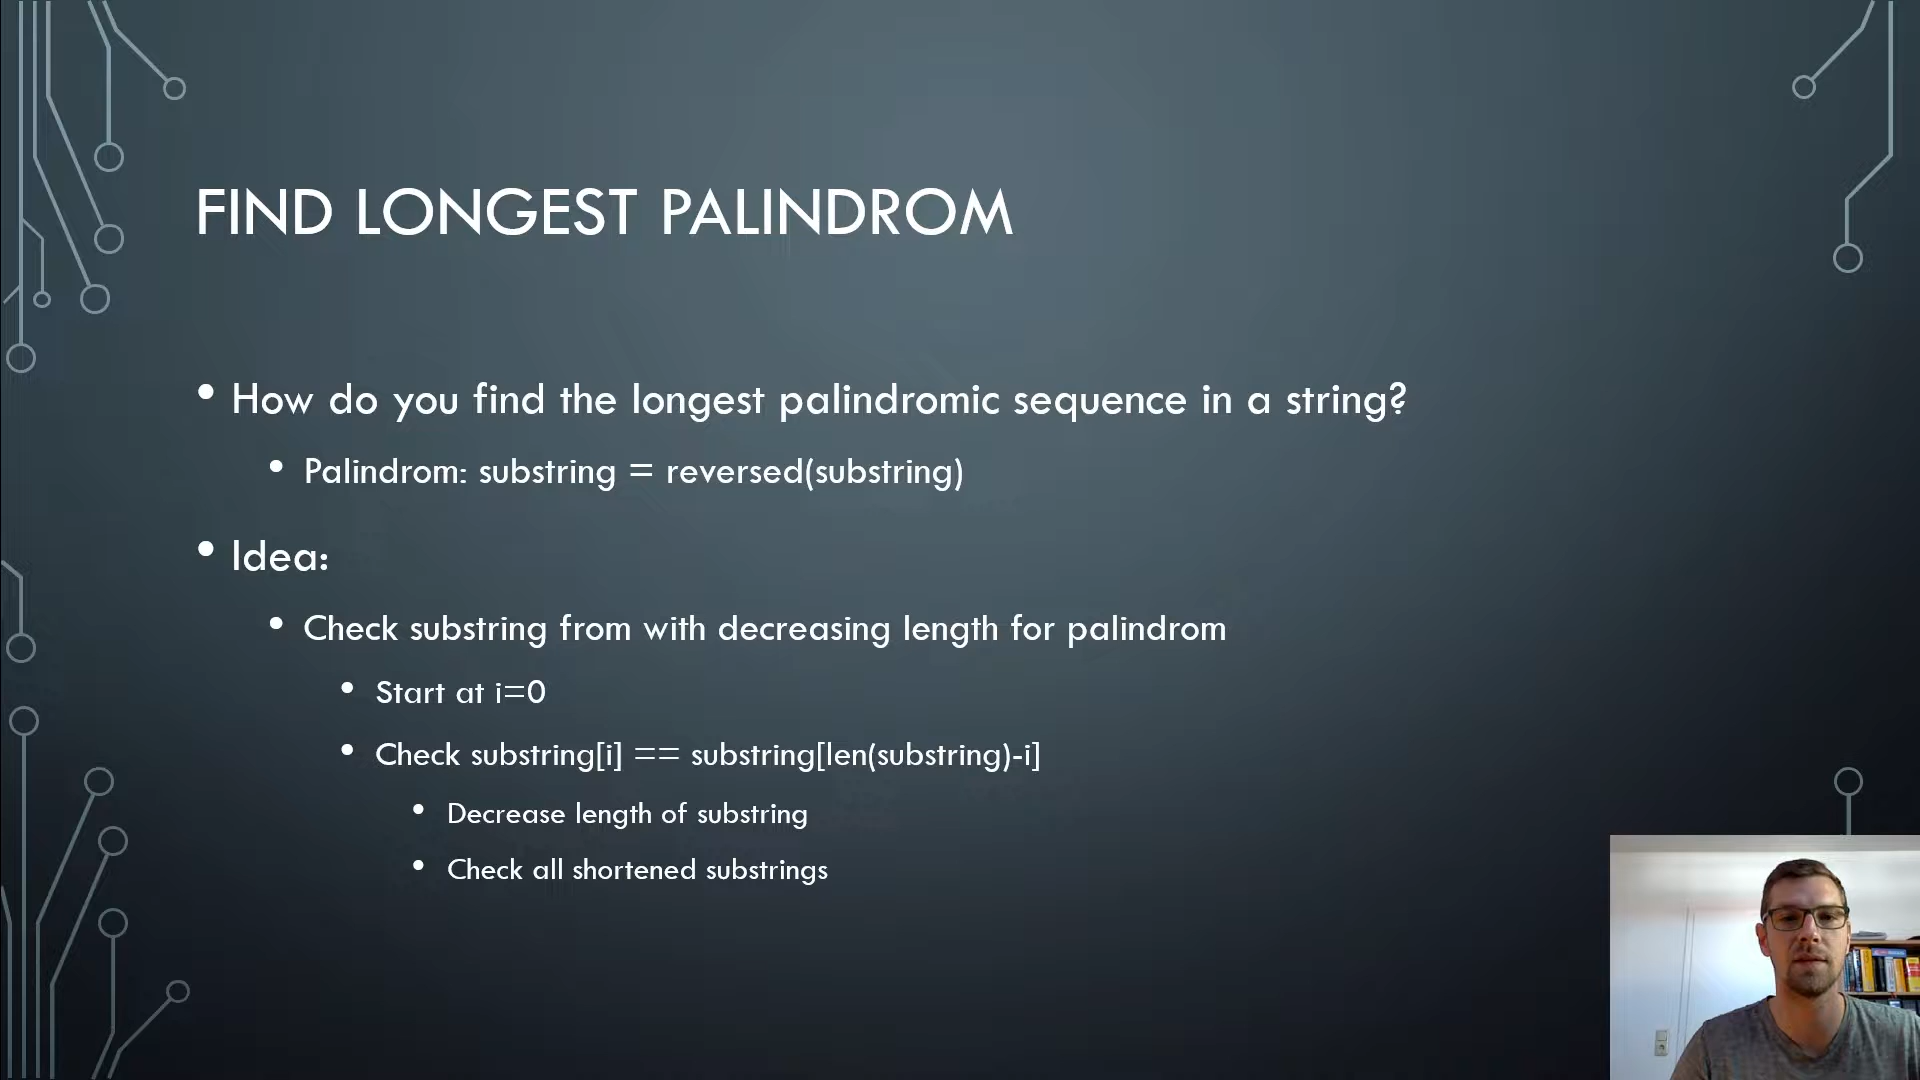 FIND LONGEST PALINDROM
• How do you find the longest palindromic sequence in a string?
• Palindrom: substring = reversed(substring)
• Idea:
• Check substring from with decreasing length for palindrom
• Start at i=0
• Check substring[i] == substring[len(substring)-i]
• Decrease length of substring
• Check all shortened substrings